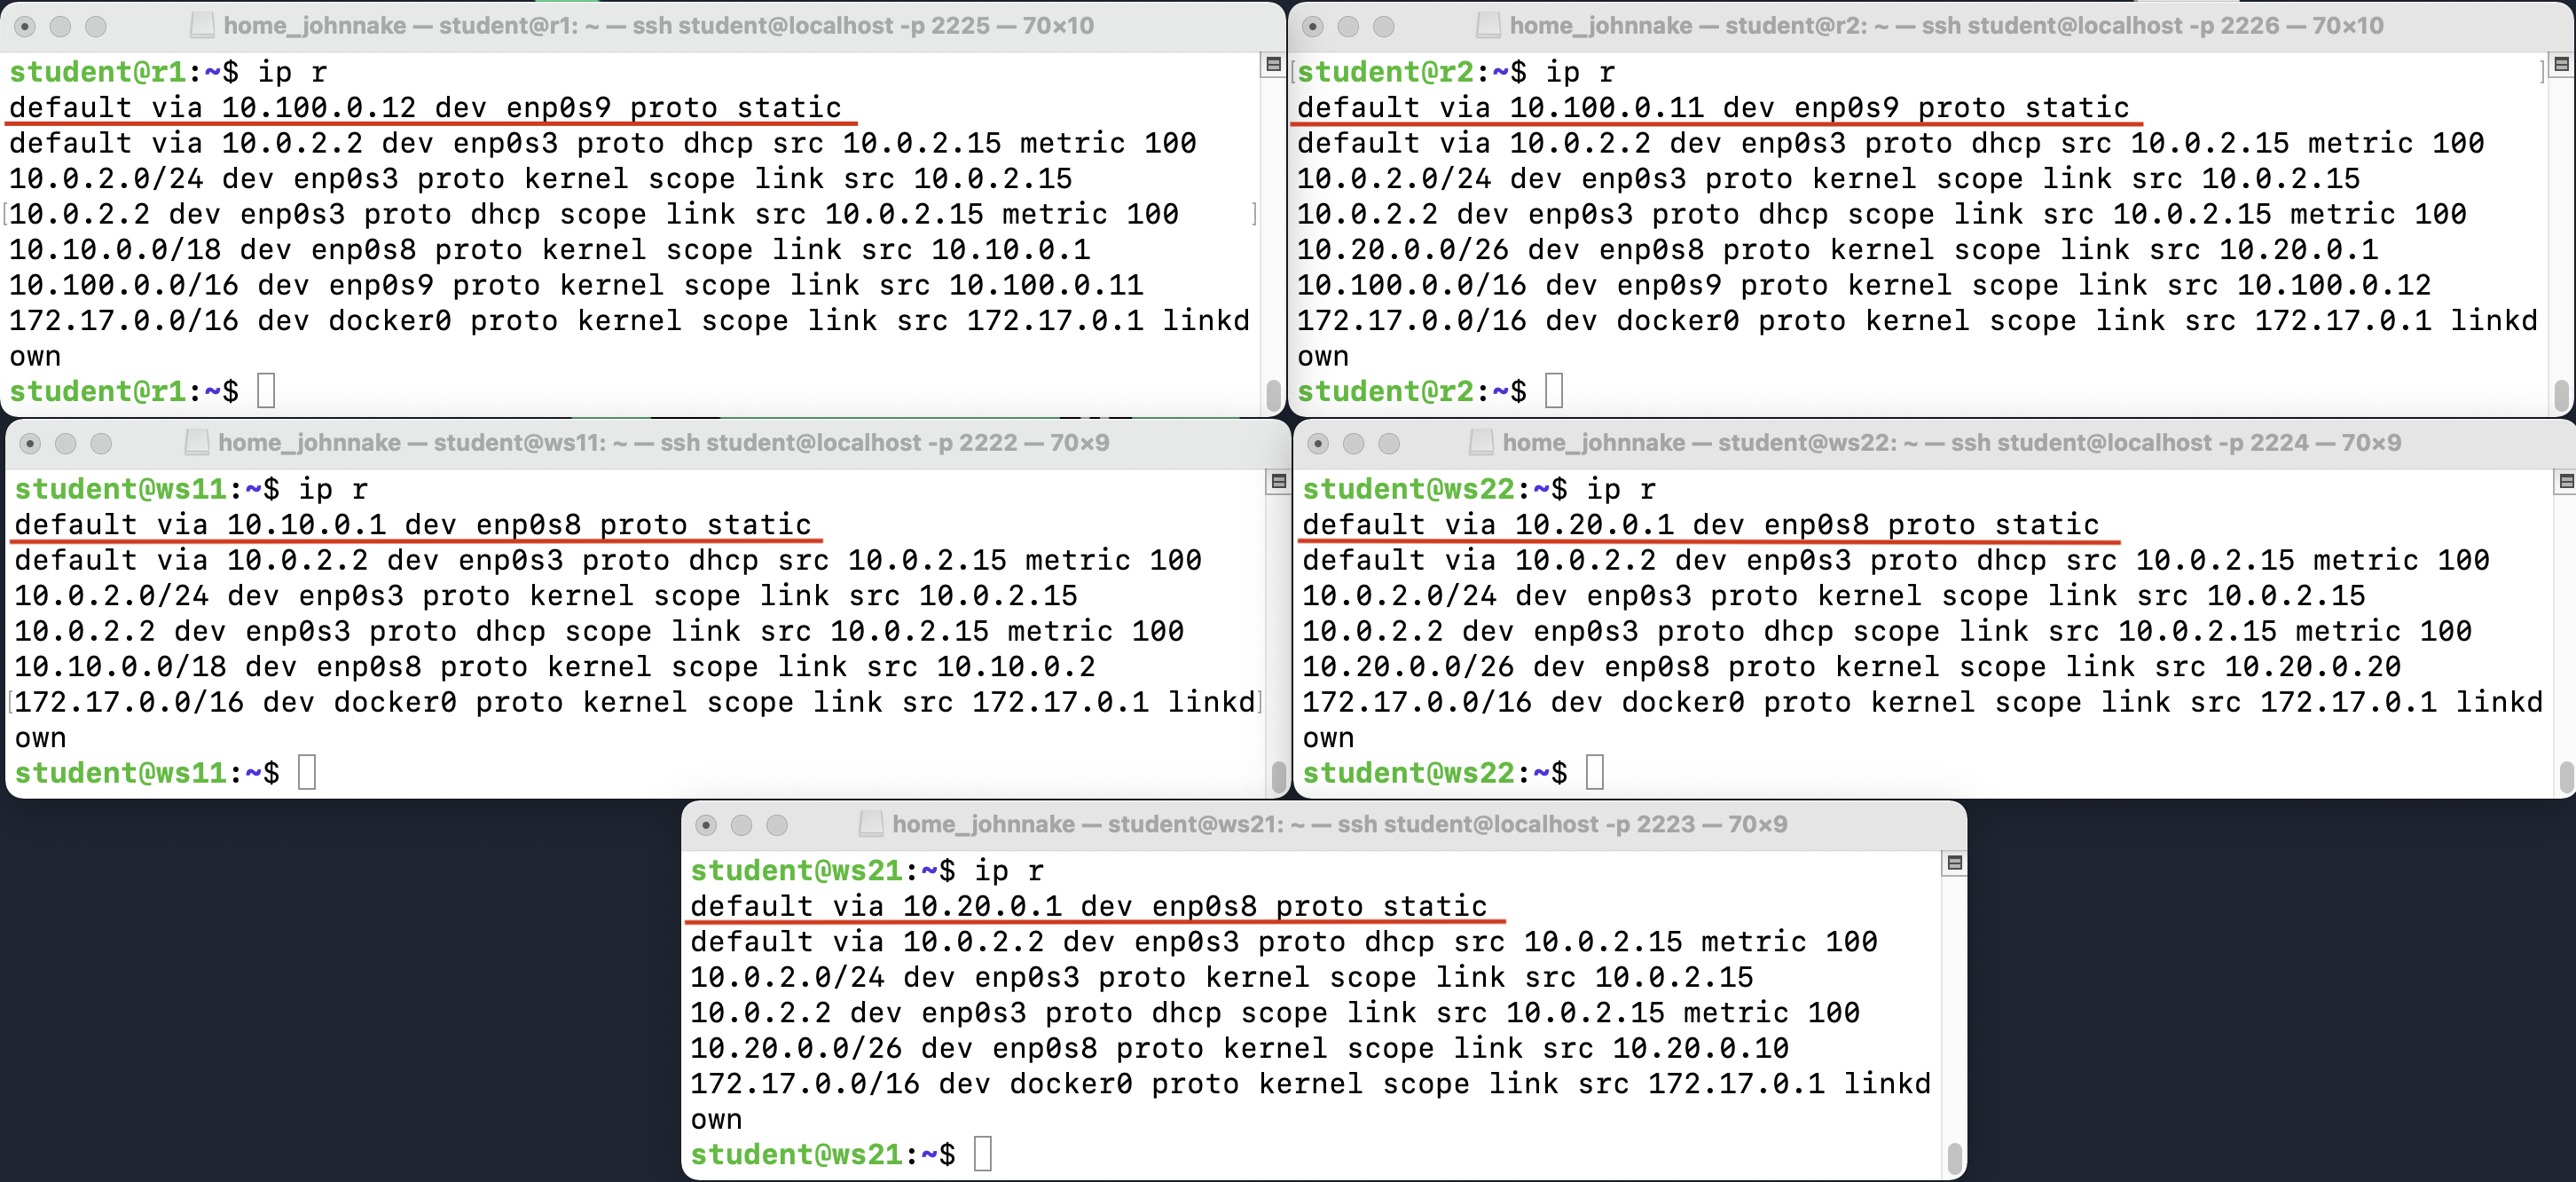 home_johnnake — student@r1: ~ — ssh student@localhost -p 2225 — 70×10
student@r1:~$ ip r
default via 10.100.0.12 dev enp0s9 proto static
default via 10.0.2.2 dev enp0s3 proto dhcp src 10.0.2.15 metric 100
10.0.2.0/24 dev enp0s3 proto kernel scope link src 10.0.2.15
[10.0.2.2 dev enp0s3 proto dhcp scope link src 10.0.2.15 metric 100 ]
10.10.0.0/18 dev enp0s8 proto kernel scope link src 10.10.0.1
10.100.0.0/16 dev enp0s9 proto kernel scope link src 10.100.0.11
172.17.0.0/16 dev docker0 proto kernel scope link src 172.17.0.1 linkd
own
student@r1:~$
home_johnnake — student@r2: ~ — ssh student@localhost -p 2226 — 70×10
[student@r2:~$ ip r ]
default via 10.100.0.11 dev enp0s9 proto static
default via 10.0.2.2 dev enp0s3 proto dhcp src 10.0.2.15 metric 100
10.0.2.0/24 dev enp0s3 proto kernel scope link src 10.0.2.15
10.0.2.2 dev enp0s3 proto dhcp scope link src 10.0.2.15 metric 100
10.20.0.0/26 dev enp0s8 proto kernel scope link src 10.20.0.1
10.100.0.0/16 dev enp0s9 proto kernel scope link src 10.100.0.12
172.17.0.0/16 dev docker0 proto kernel scope link src 172.17.0.1 linkd
own
student@r2:~$
home_johnnake — student@ws11: ~ — ssh student@localhost -p 2222 — 70×9
student@ws11:~$ ip r
default via 10.10.0.1 dev enp0s8 proto static
default via 10.0.2.2 dev enp0s3 proto dhcp src 10.0.2.15 metric 100
10.0.2.0/24 dev enp0s3 proto kernel scope link src 10.0.2.15
10.0.2.2 dev enp0s3 proto dhcp scope link src 10.0.2.15 metric 100
10.10.0.0/18 dev enp0s8 proto kernel scope link src 10.10.0.2
[172.17.0.0/16 dev docker0 proto kernel scope link src 172.17.0.1 linkd]
own
student@ws11:~$
home_johnnake — student@ws22: ~ — ssh student@localhost -p 2224 — 70×9
student@ws22:~$ ip r
default via 10.20.0.1 dev enp0s8 proto static
default via 10.0.2.2 dev enp0s3 proto dhcp src 10.0.2.15 metric 100
10.0.2.0/24 dev enp0s3 proto kernel scope link src 10.0.2.15
10.0.2.2 dev enp0s3 proto dhcp scope link src 10.0.2.15 metric 100
10.20.0.0/26 dev enp0s8 proto kernel scope link src 10.20.0.20
172.17.0.0/16 dev docker0 proto kernel scope link src 172.17.0.1 linkd
own
student@ws22:~$
home_johnnake — student@ws21: ~ — ssh student@localhost -p 2223 — 70×9
student@ws21:~$ ip r
default via 10.20.0.1 dev enp0s8 proto static
default via 10.0.2.2 dev enp0s3 proto dhcp src 10.0.2.15 metric 100
10.0.2.0/24 dev enp0s3 proto kernel scope link src 10.0.2.15
10.0.2.2 dev enp0s3 proto dhcp scope link src 10.0.2.15 metric 100
10.20.0.0/26 dev enp0s8 proto kernel scope link src 10.20.0.10
172.17.0.0/16 dev docker0 proto kernel scope link src 172.17.0.1 linkd
own
student@ws21:~$